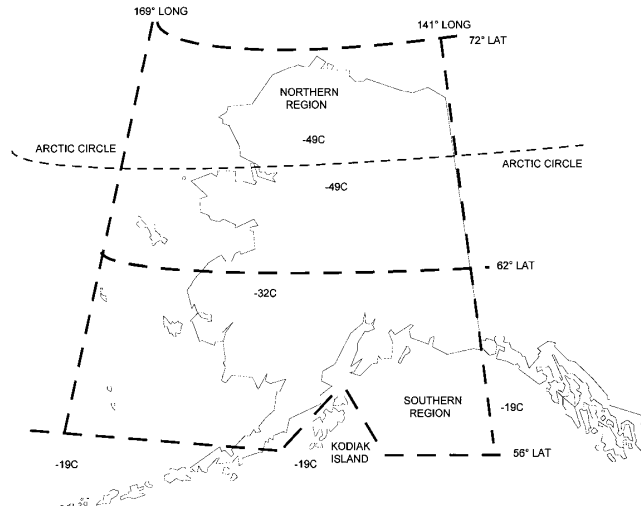 169° LONG
141° LONG
72° LAT
NORTHERN
REGION
-49C
ARCTIC CIRCLE
ARCTIC CIRCLE
-49C
62° LAT
-32C
SOUTHERN
REGION
-19C
KODIAK
ISLAND
56° LAT
-19C
-19C